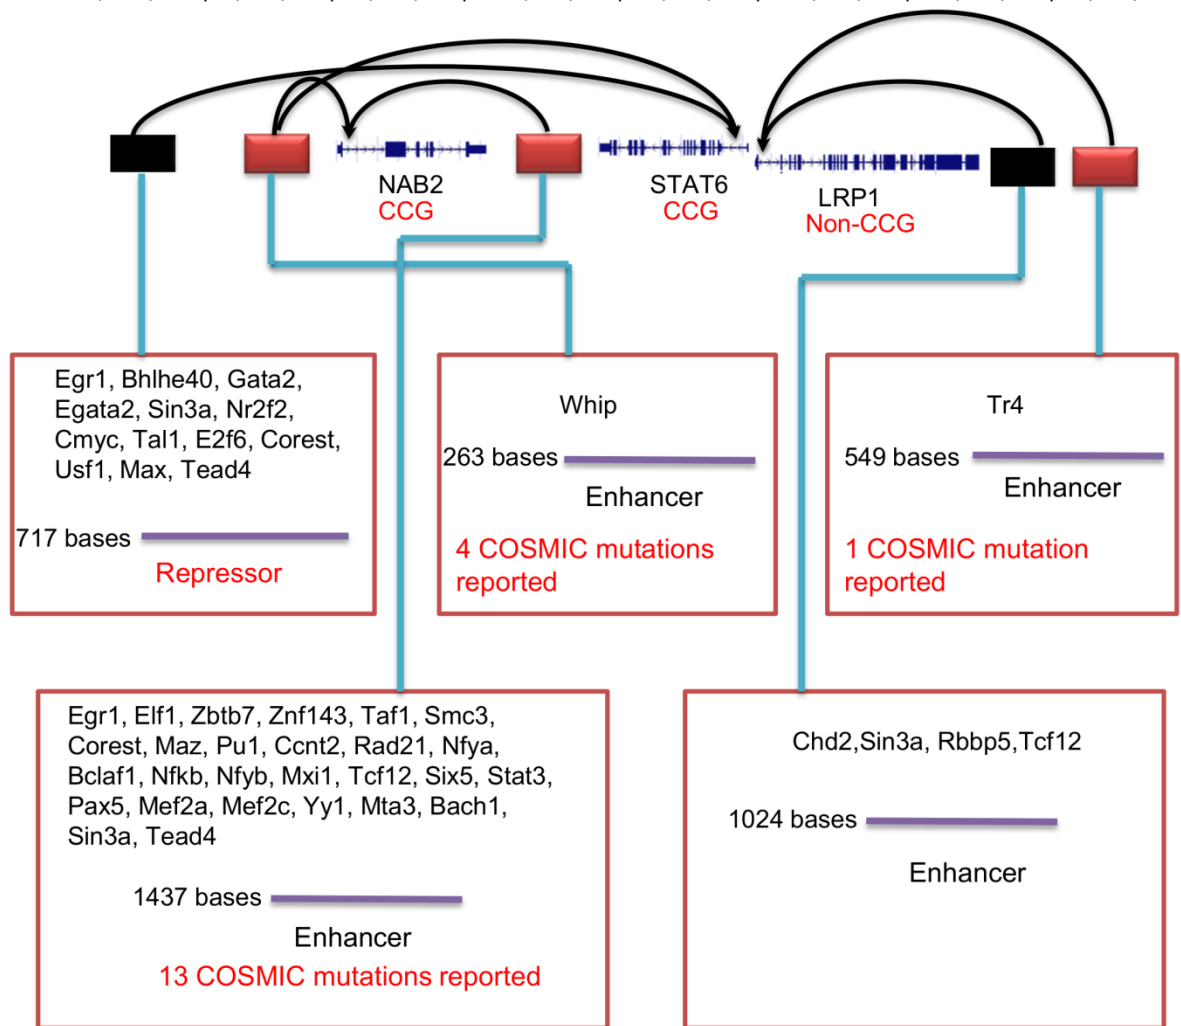 NAB2
CCG
STAT6
CCG
LRP1
Non-CCG
Egr1, Bhlhe40, Gata2,
Egata2, Sin3a, Nr2f2,
Cmyc, Tal1, E2f6, Corest,
Usf1, Max, Tead4
717 bases
Repressor
Whip
263 bases
Enhancer
4 COSMIC mutations
reported
Tr4
549 bases
Enhancer
1 COSMIC mutation
reported
Egr1, Elf1, Zbtb7, Znf143, Taf1, Smc3,
Corest, Maz, Pu1, Ccnt2, Rad21, Nfya,
Bclaf1, Nfkb, Nfyb, Mxi1, Tcf12, Six5, Stat3,
Pax5, Mef2a, Mef2c, Yy1, Mta3, Bach1,
Sin3a, Tead4
1437 bases
Enhancer
13 COSMIC mutations reported
Chd2,Sin3a, Rbbp5,Tcf12
1024 bases
Enhancer